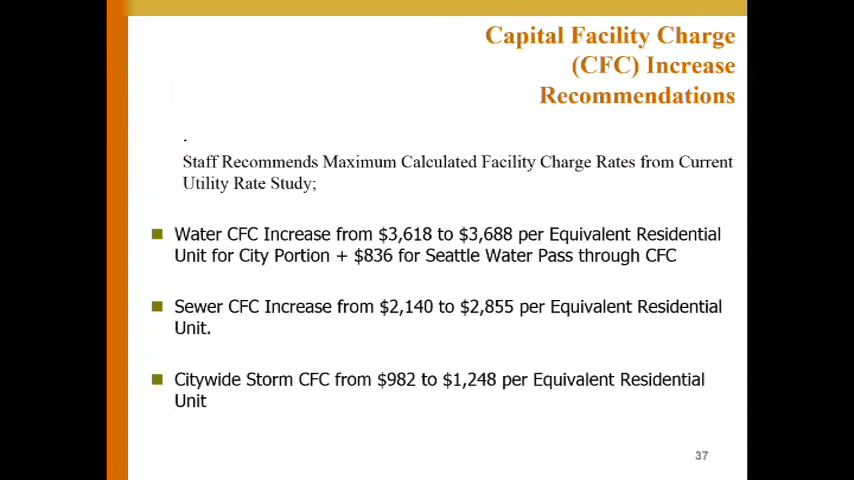 Capital Facility Charge
(CFC) Increase
Recommendations
.
Staff Recommends Maximum Calculated Facility Charge Rates from Current
Utility Rate Study;
Water CFC Increase from $3,618 to $3,688 per Equivalent Residential
Unit for City Portion + $836 for Seattle Water Pass through CFC
Sewer CFC Increase from $2,140 to $2,855 per Equivalent Residential
Unit.
Citywide Storm CFC from $982 to $1,248 per Equivalent Residential
Unit
37